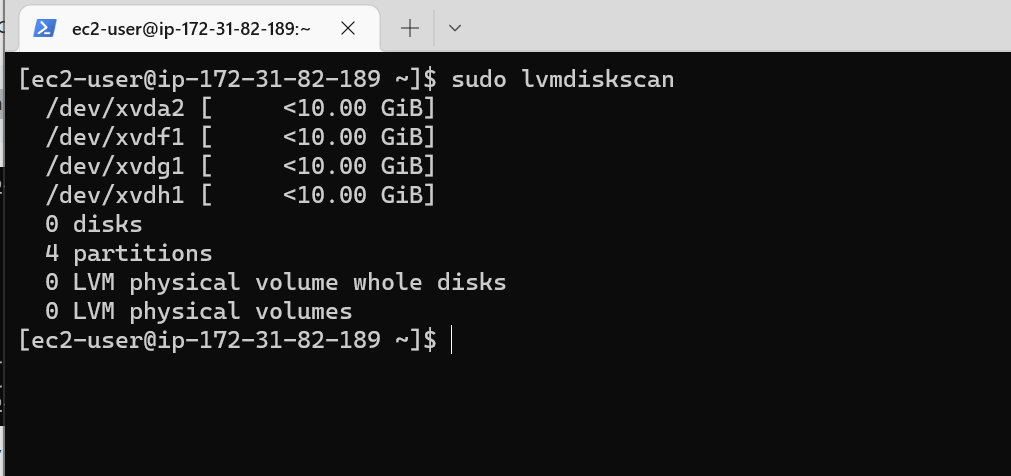 ec2-user@ip-172-31-82-189:~
[ec2-user@ip-172-31-82-189 ~]$ sudo lvmdiskscan
  /dev/xvda2 [     <10.00 GiB]
  /dev/xvdf1 [     <10.00 GiB]
  /dev/xvdg1 [     <10.00 GiB]
  /dev/xvdh1 [     <10.00 GiB]
  0 disks
  4 partitions
  0 LVM physical volume whole disks
  0 LVM physical volumes
[ec2-user@ip-172-31-82-189 ~]$